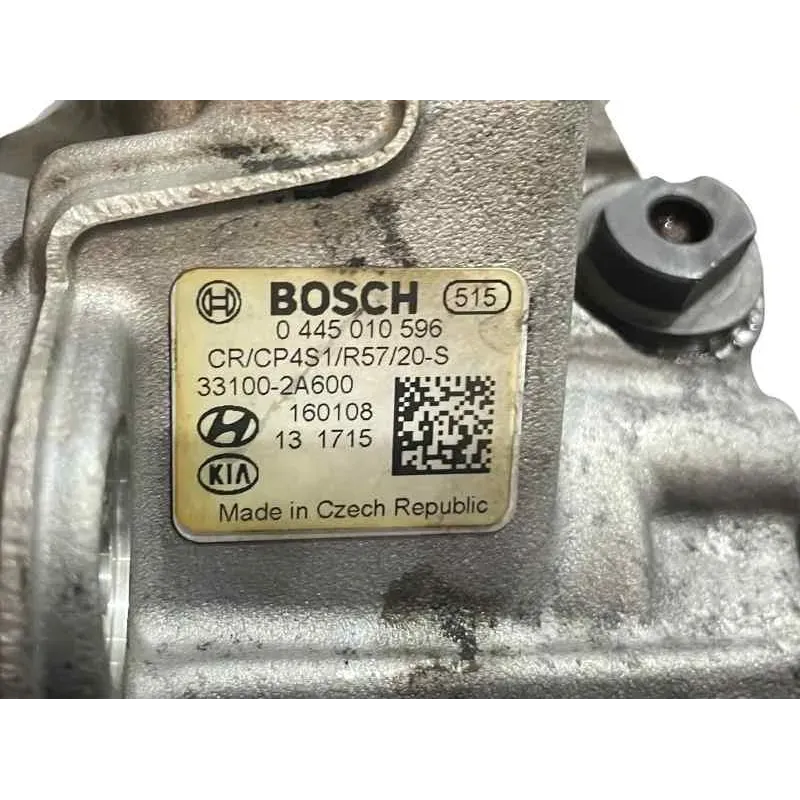 BOSCH 515
0 445 010 596
CR/CP4S1/R57/20-S
33100-2A600
160108
13 1715
KIA
Made in Czech Republic